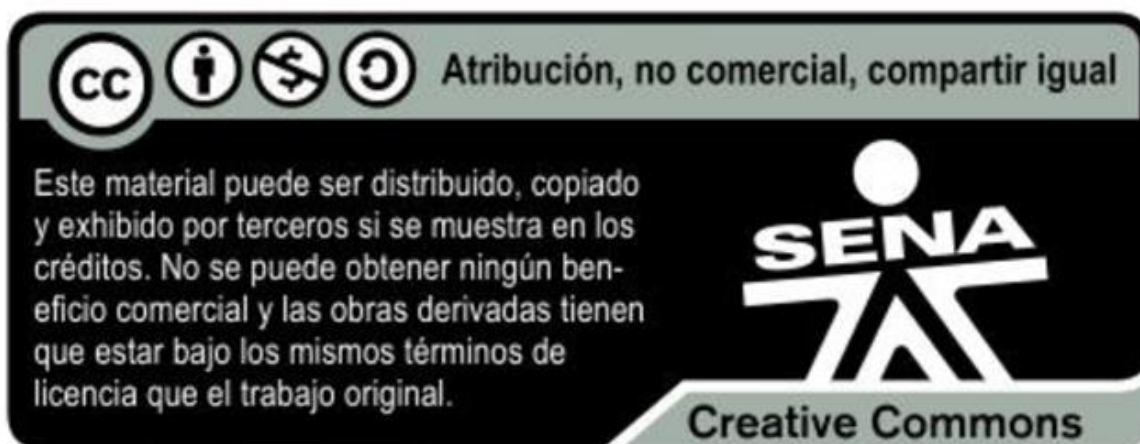 cc Atribución, no comercial, compartir igual
Este material puede ser distribuido, copiado
y exhibido por terceros si se muestra en los
créditos. No se puede obtener ningún ben-
eficio comercial y las obras derivadas tienen
que estar bajo los mismos términos de
licencia que el trabajo original.
SENA
Creative Commons